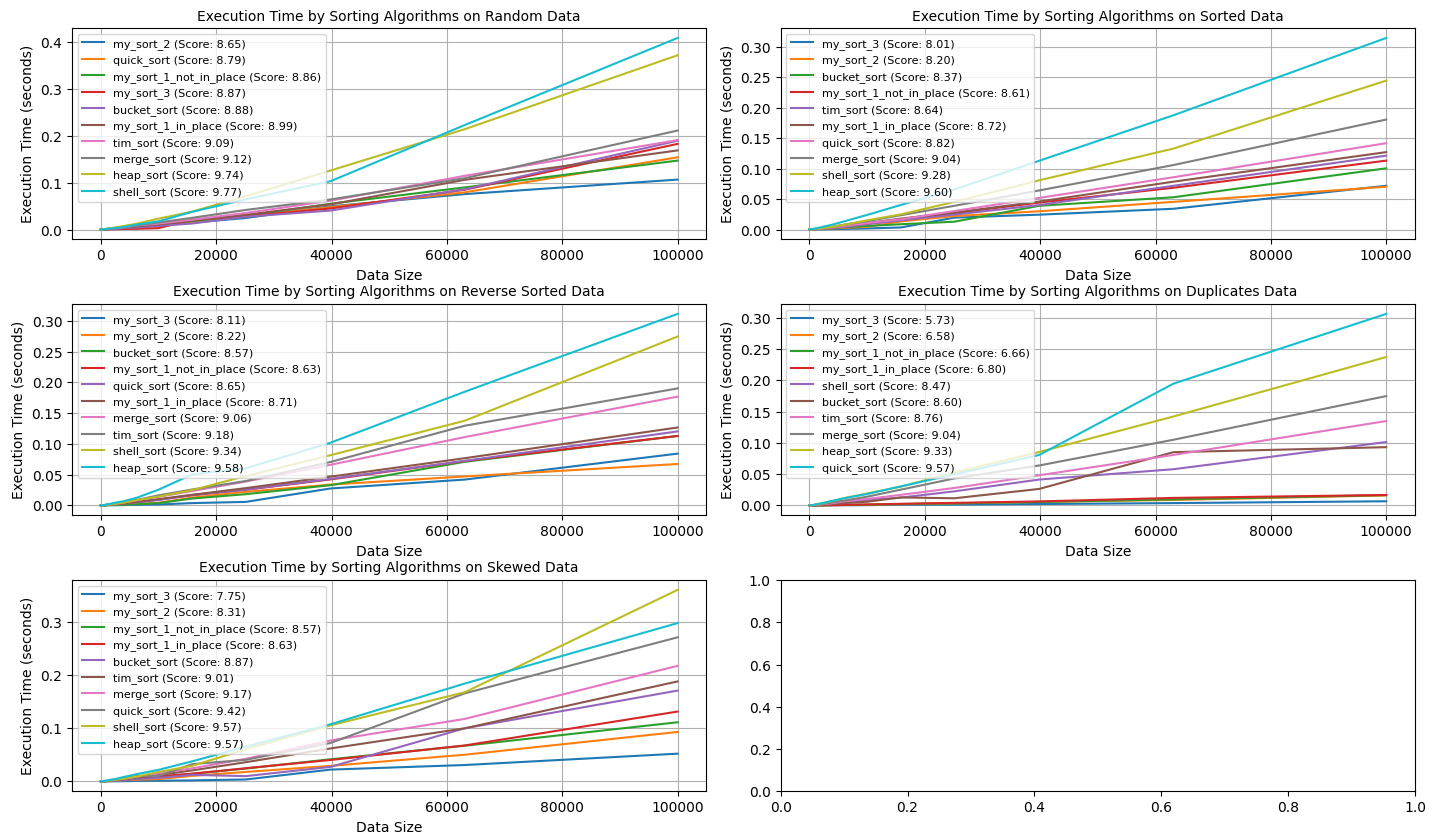 Execution Time by Sorting Algorithms on Random Data
Execution Time (seconds)
0.4
0.3
0.2
0.1
0.0
my_sort_2 (Score: 8.65)
quick_sort (Score: 8.79)
my_sort_1_not_in_place (Score: 8.86)
my_sort_3 (Score: 8.87)
bucket_sort (Score: 8.88)
my_sort_1_in_place (Score: 8.99)
tim_sort (Score: 9.09)
merge_sort (Score: 9.12)
heap_sort (Score: 9.74)
shell_sort (Score: 9.77)
0 20000 40000 60000 80000 100000
Data Size
Execution Time by Sorting Algorithms on Sorted Data
Execution Time (seconds)
0.30
0.25
0.20
0.15
0.10
0.05
0.00
my_sort_3 (Score: 8.01)
my_sort_2 (Score: 8.20)
bucket_sort (Score: 8.37)
my_sort_1_not_in_place (Score: 8.61)
tim_sort (Score: 8.64)
my_sort_1_in_place (Score: 8.72)
quick_sort (Score: 8.82)
merge_sort (Score: 9.04)
shell_sort (Score: 9.28)
heap_sort (Score: 9.60)
0 20000 40000 60000 80000 100000
Data Size
Execution Time by Sorting Algorithms on Reverse Sorted Data
Execution Time (seconds)
0.30
0.25
0.20
0.15
0.10
0.05
0.00
my_sort_3 (Score: 8.11)
my_sort_2 (Score: 8.22)
bucket_sort (Score: 8.57)
my_sort_1_not_in_place (Score: 8.63)
quick_sort (Score: 8.65)
my_sort_1_in_place (Score: 8.71)
merge_sort (Score: 9.06)
tim_sort (Score: 9.18)
shell_sort (Score: 9.34)
heap_sort (Score: 9.58)
0 20000 40000 60000 80000 100000
Data Size
Execution Time by Sorting Algorithms on Duplicates Data
Execution Time (seconds)
0.30
0.25
0.20
0.15
0.10
0.05
0.00
my_sort_3 (Score: 5.73)
my_sort_2 (Score: 6.58)
my_sort_1_not_in_place (Score: 6.66)
my_sort_1_in_place (Score: 6.80)
shell_sort (Score: 8.47)
bucket_sort (Score: 8.60)
tim_sort (Score: 8.76)
merge_sort (Score: 9.04)
heap_sort (Score: 9.33)
quick_sort (Score: 9.57)
0 20000 40000 60000 80000 100000
Data Size
Execution Time by Sorting Algorithms on Skewed Data
Execution Time (seconds)
0.3
0.2
0.1
0.0
my_sort_3 (Score: 7.75)
my_sort_2 (Score: 8.31)
my_sort_1_not_in_place (Score: 8.57)
my_sort_1_in_place (Score: 8.63)
bucket_sort (Score: 8.87)
tim_sort (Score: 9.01)
merge_sort (Score: 9.17)
quick_sort (Score: 9.42)
shell_sort (Score: 9.57)
heap_sort (Score: 9.57)
0 20000 40000 60000 80000 100000
Data Size
1.0
0.8
0.6
0.4
0.2
0.0
0.0 0.2 0.4 0.6 0.8 1.0